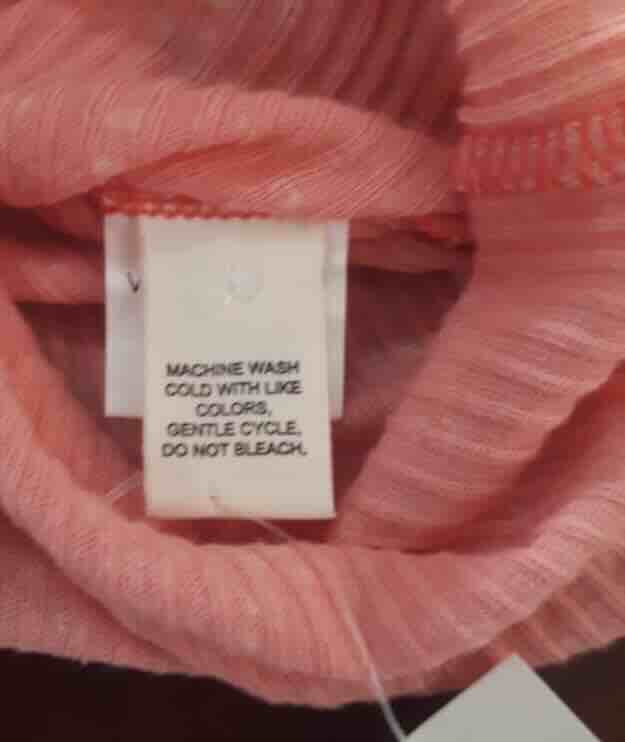 MACHINE WASH
COLD WITH LIKE
COLORS,
GENTLE CYCLE,
DO NOT BLEACH,